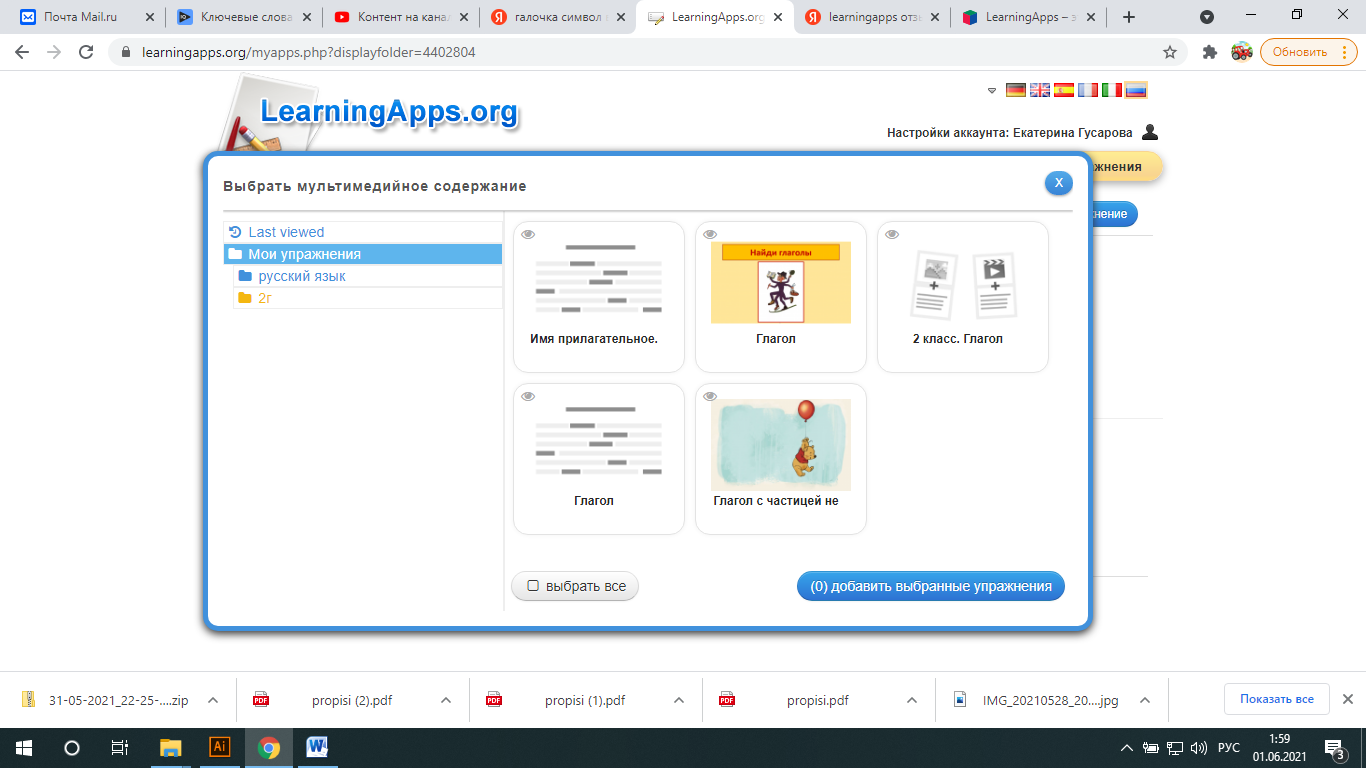 Почта Mail.ru
Ключевые слова
Контент на кана
галочка символ
LearningApps.org
learningapps отз
LearningApps – э
learningapps.org/myapps.php?displayfolder=4402804
Обновить
LearningApps.org
Настройки аккаунта: Екатерина Гусарова
жнения
нение
Выбрать мультимедийное содержание
X
Last viewed
Мои упражнения
русский язык
2г
Имя прилагательное.
Найди глаголы
Глагол
2 класс. Глагол
Глагол
Глагол с частицей не
выбрать все
(0) добавить выбранные упражнения
31-05-2021_22-25-....zip
propisi (2).pdf
propisi (1).pdf
propisi.pdf
IMG_20210528_20....jpg
Показать все
PDF
PDF
PDF
Ai
W
РУС
1:59
01.06.2021
3